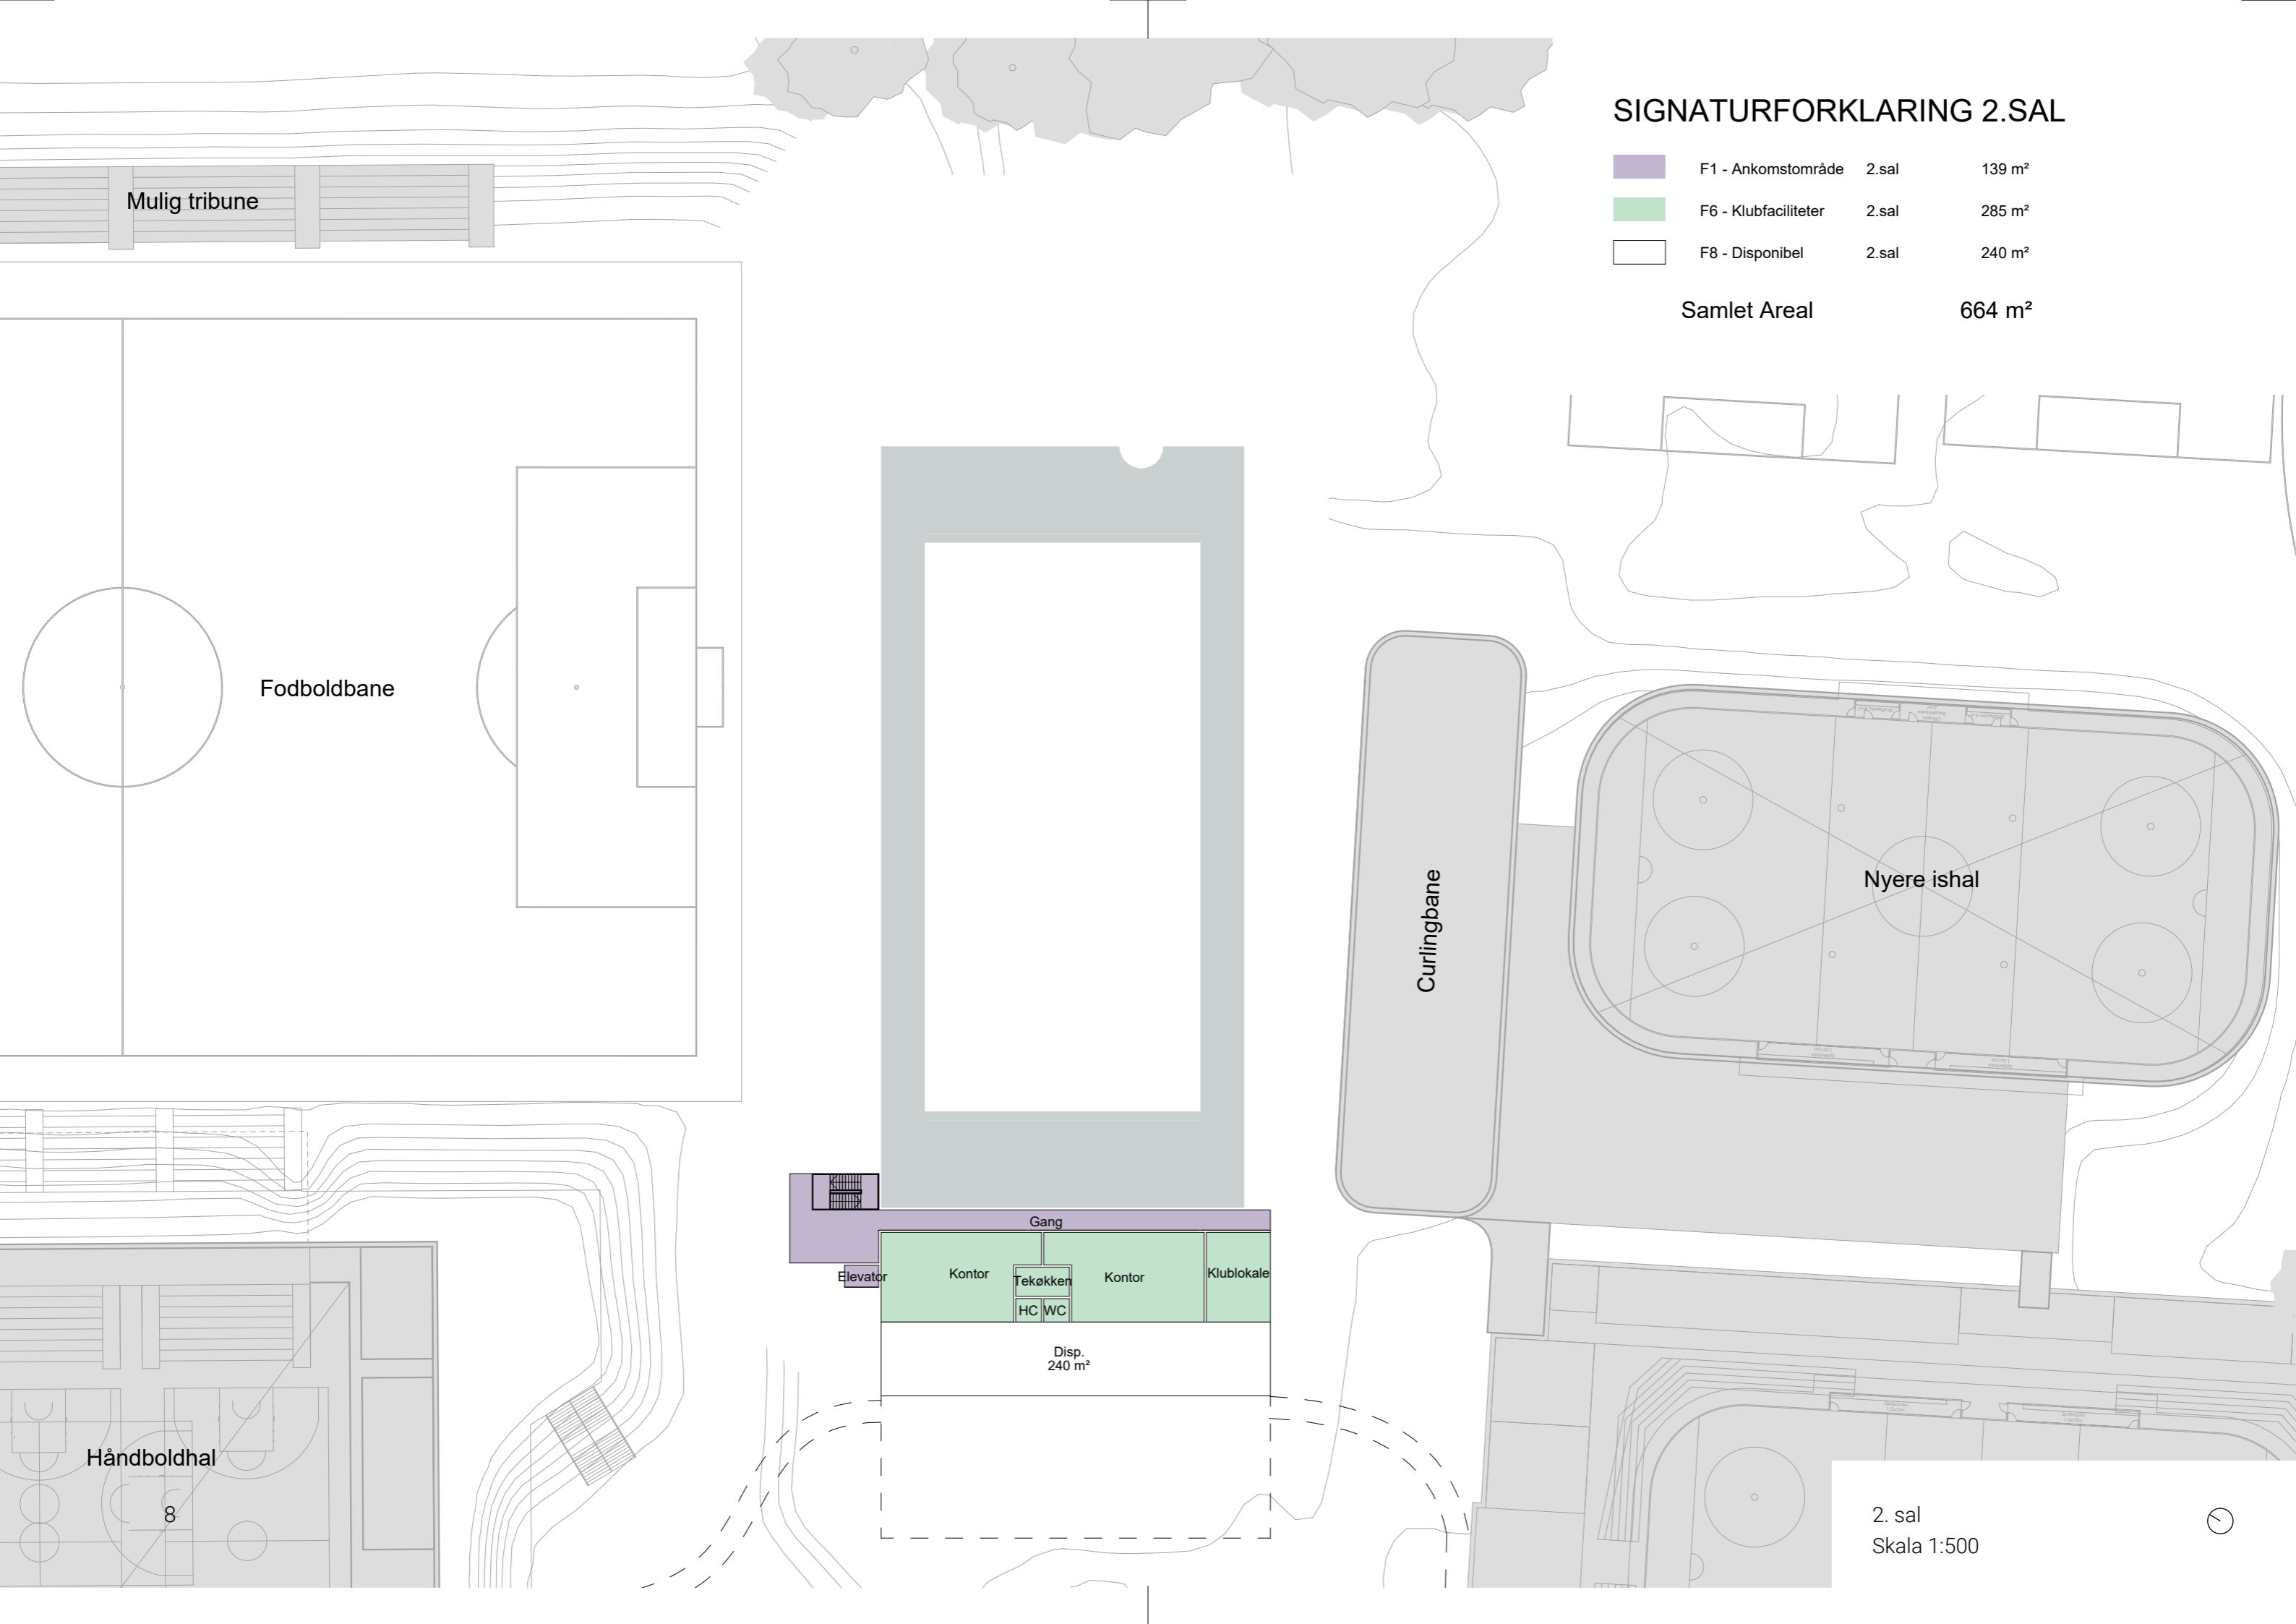 SIGNATURFORKLARING 2.SAL
F1 - Ankomstområde 2.sal 139 m²
F6 - Klubfaciliteter 2.sal 285 m²
F8 - Disponibel 2.sal 240 m²
Samlet Areal 664 m²
Mulig tribune
Fodboldbane
Curlingbane
Nyere ishal
Gang
Elevator
Kontor
Tekøkken
Kontor
Klublokale
HC
WC
Disp.
240 m²
Håndboldhal
8
2. sal
Skala 1:500